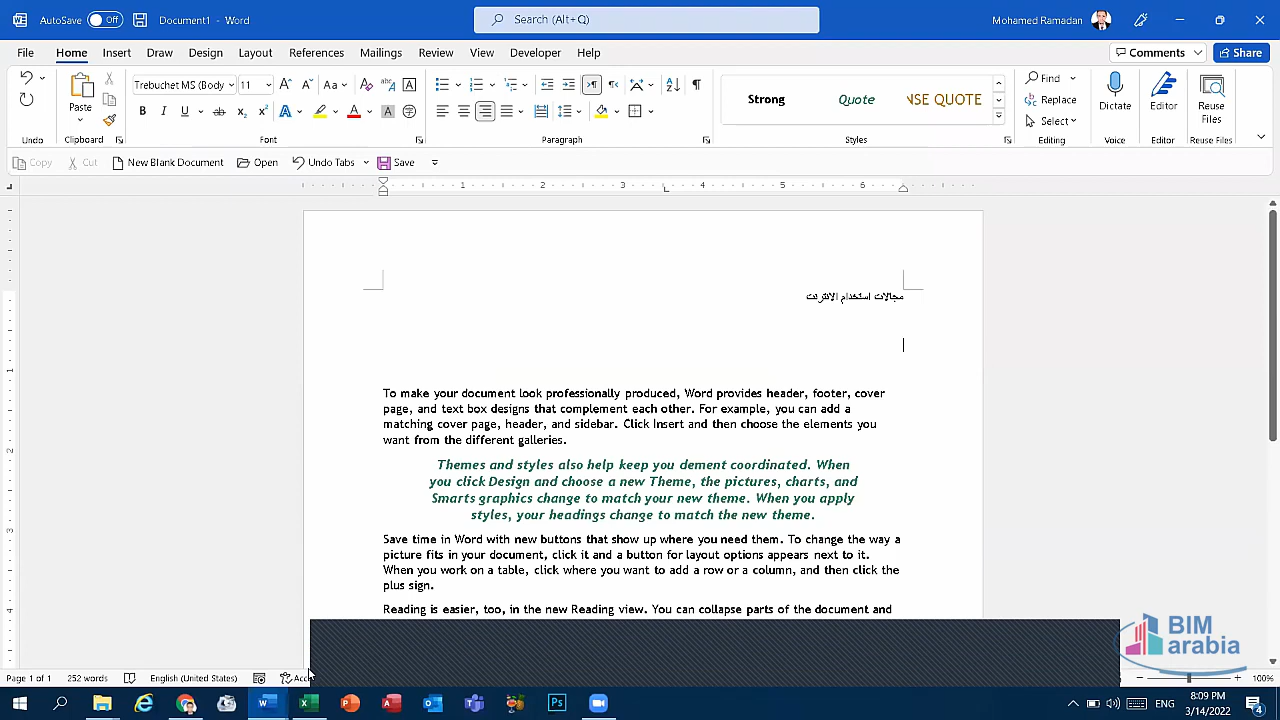 AutoSave Off Document1 - Word Search (Alt+Q) Mohamed Ramadan
File Home Insert Draw Design Layout References Mailings Review View Developer Help Comments Share
Paste Trebuchet MS (Body 11 Aa Strong Quote NSE QUOTE Find Replace Select Dictate Editor Reuse Files
Undo Clipboard Font Paragraph Styles Editing Voice Reuse Files
Copy Cut New Blank Document Open Undo Tabs Save
1 2 3 4 5 6
مجالات استخدام الانترنت
To make your document look professionally produced, Word provides header, footer, cover
page, and text box designs that complement each other. For example, you can add a
matching cover page, header, and sidebar. Click Insert and then choose the elements you
want from the different galleries.
Themes and styles also help keep you dement coordinated. When
you click Design and choose a new Theme, the pictures, charts, and
Smarts graphics change to match your new theme. When you apply
styles, your headings change to match the new theme.
Save time in Word with new buttons that show up where you need them. To change the way a
picture fits in your document, click it and a button for layout options appears next to it.
When you work on a table, click where you want to add a row or a column, and then click the
plus sign.
Reading is easier, too, in the new Reading view. You can collapse parts of the document and
BIM
arabia
Page 1 of 1 252 words English (United States) 100%
ENG 8:09 PM
3/14/2022